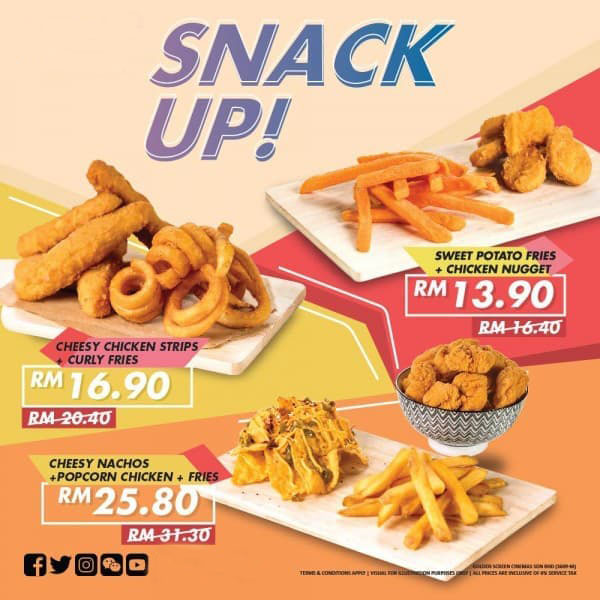 SNACK
UP!
SWEET POTATO FRIES
+ CHICKEN NUGGET
RM 13.90
RM 16.40
CHEESY CHICKEN STRIPS
+ CURLY FRIES
RM 16.90
RM 20.40
CHEESY NACHOS
+POPCORN CHICKEN + FRIES
RM 25.80
RM 31.30
GOLDEN SCREEN CINEMAS SDN BHD (3609-M)
TERMS & CONDITIONS APPLY | VISUAL FOR ILLUSTRATION PURPOSES ONLY | ALL PRICES ARE INCLUSIVE OF 6% SERVICE TAX